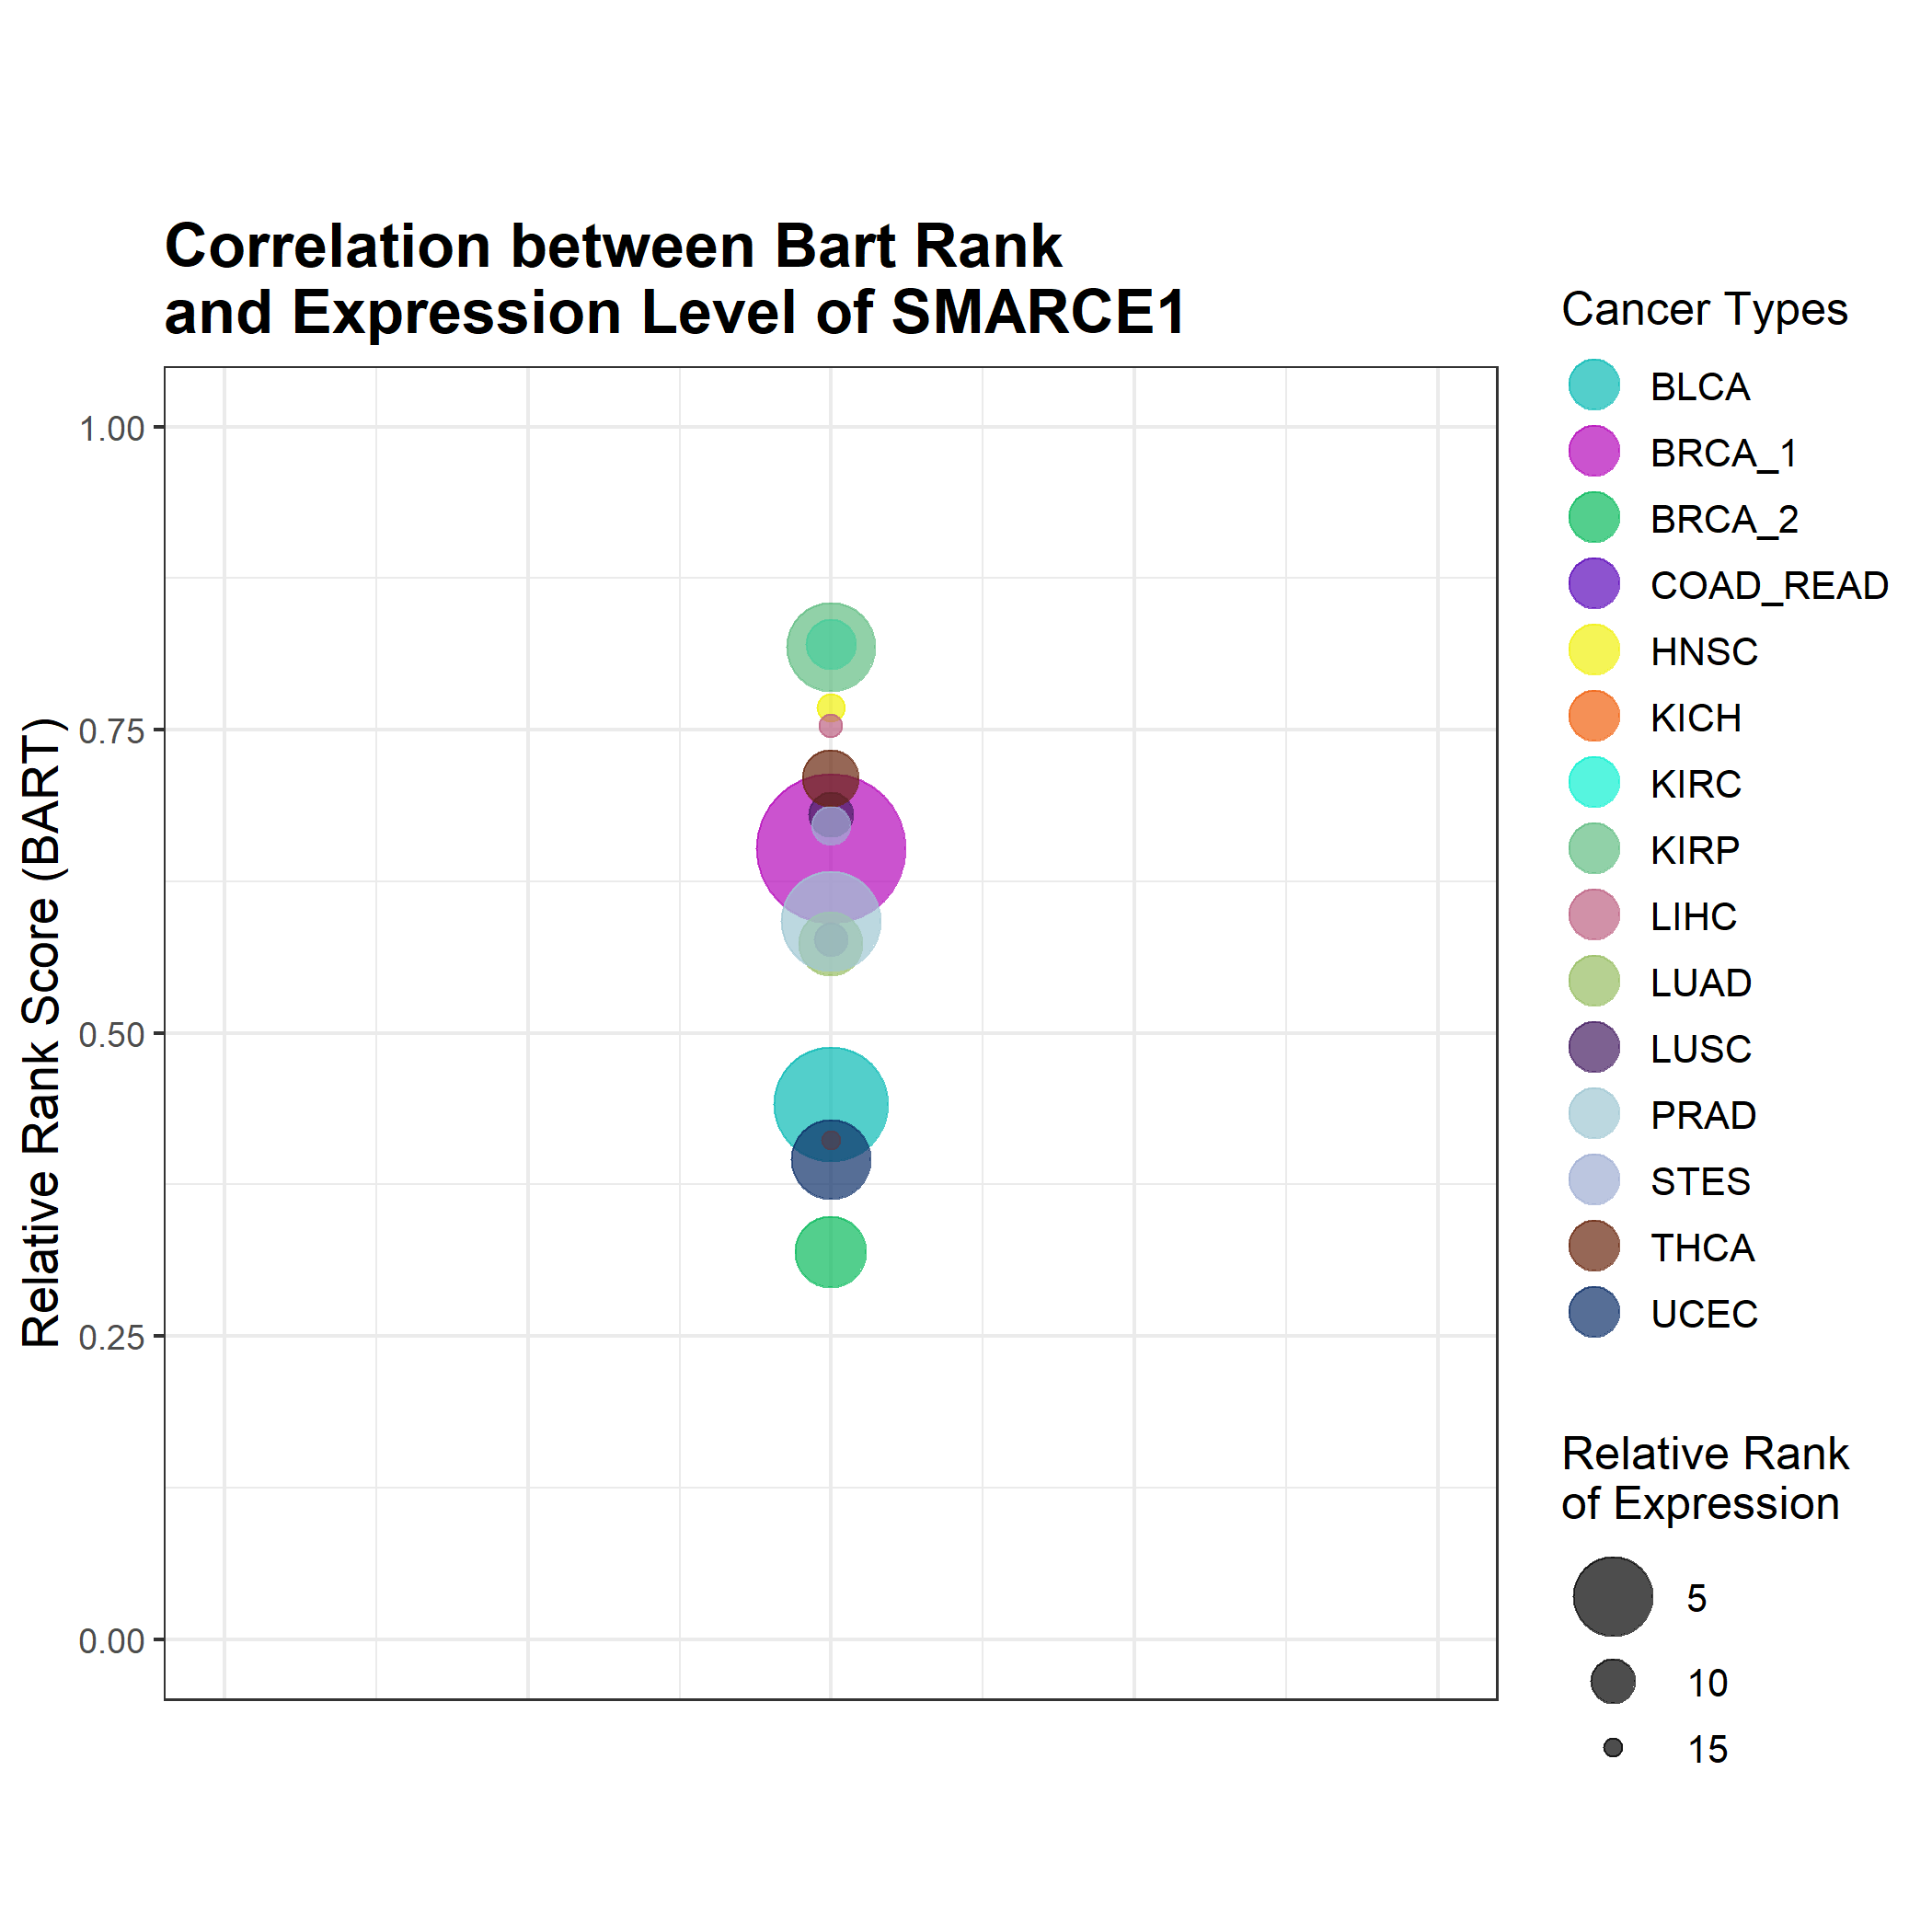 Correlation between Bart Rank
and Expression Level of SMARCE1
Relative Rank Score (BART)
1.00
0.75
0.50
0.25
0.00
Cancer Types
BLCA
BRCA_1
BRCA_2
COAD_READ
HNSC
KICH
KIRC
KIRP
LIHC
LUAD
LUSC
PRAD
STES
THCA
UCEC
Relative Rank
of Expression
5
10
15